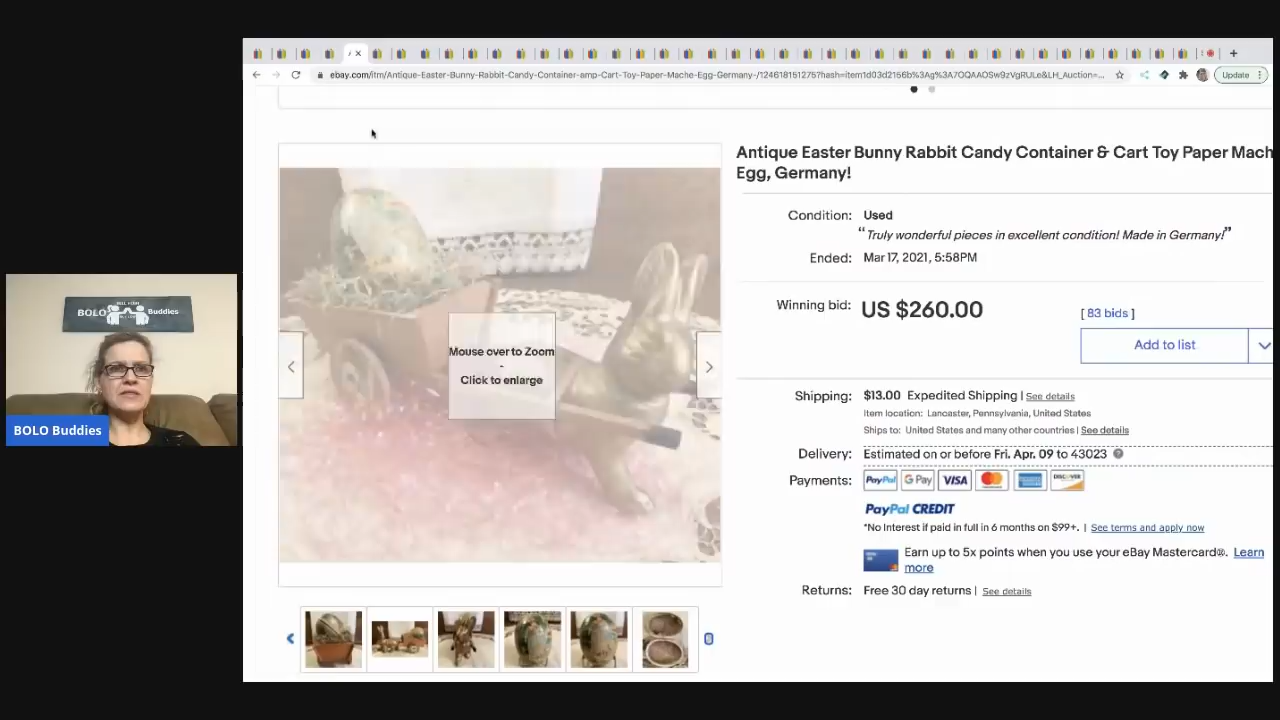 ebay.com/itm/Antique-Easter-Bunny-Rabbit-Candy-Container-amp-Cart-Toy-Paper-Mache-Egg-Germany-/124618151275?hash=item1d03d2156b%3Ag%3A7OQAAOSw9zVgRULe&LH_Auction=...
Update
Antique Easter Bunny Rabbit Candy Container & Cart Toy Paper Mach
Egg, Germany!
Condition: Used
“Truly wonderful pieces in excellent condition! Made in Germany!”
Ended: Mar 17, 2021, 5:58PM
Winning bid: US $260.00 [ 83 bids ]
Add to list
Mouse over to Zoom
-
Click to enlarge
Shipping: $13.00 Expedited Shipping | See details
Item location: Lancaster, Pennsylvania, United States
Ships to: United States and many other countries | See details
Delivery: Estimated on or before Fri. Apr. 09 to 43023
Payments: PayPal G Pay VISA MasterCard DISCOVER
PayPal CREDIT
*No Interest if paid in full in 6 months on $99+. | See terms and apply now
Earn up to 5x points when you use your eBay Mastercard®. Learn
more
Returns: Free 30 day returns | See details
BOLO Buddies
BOLO Buddies